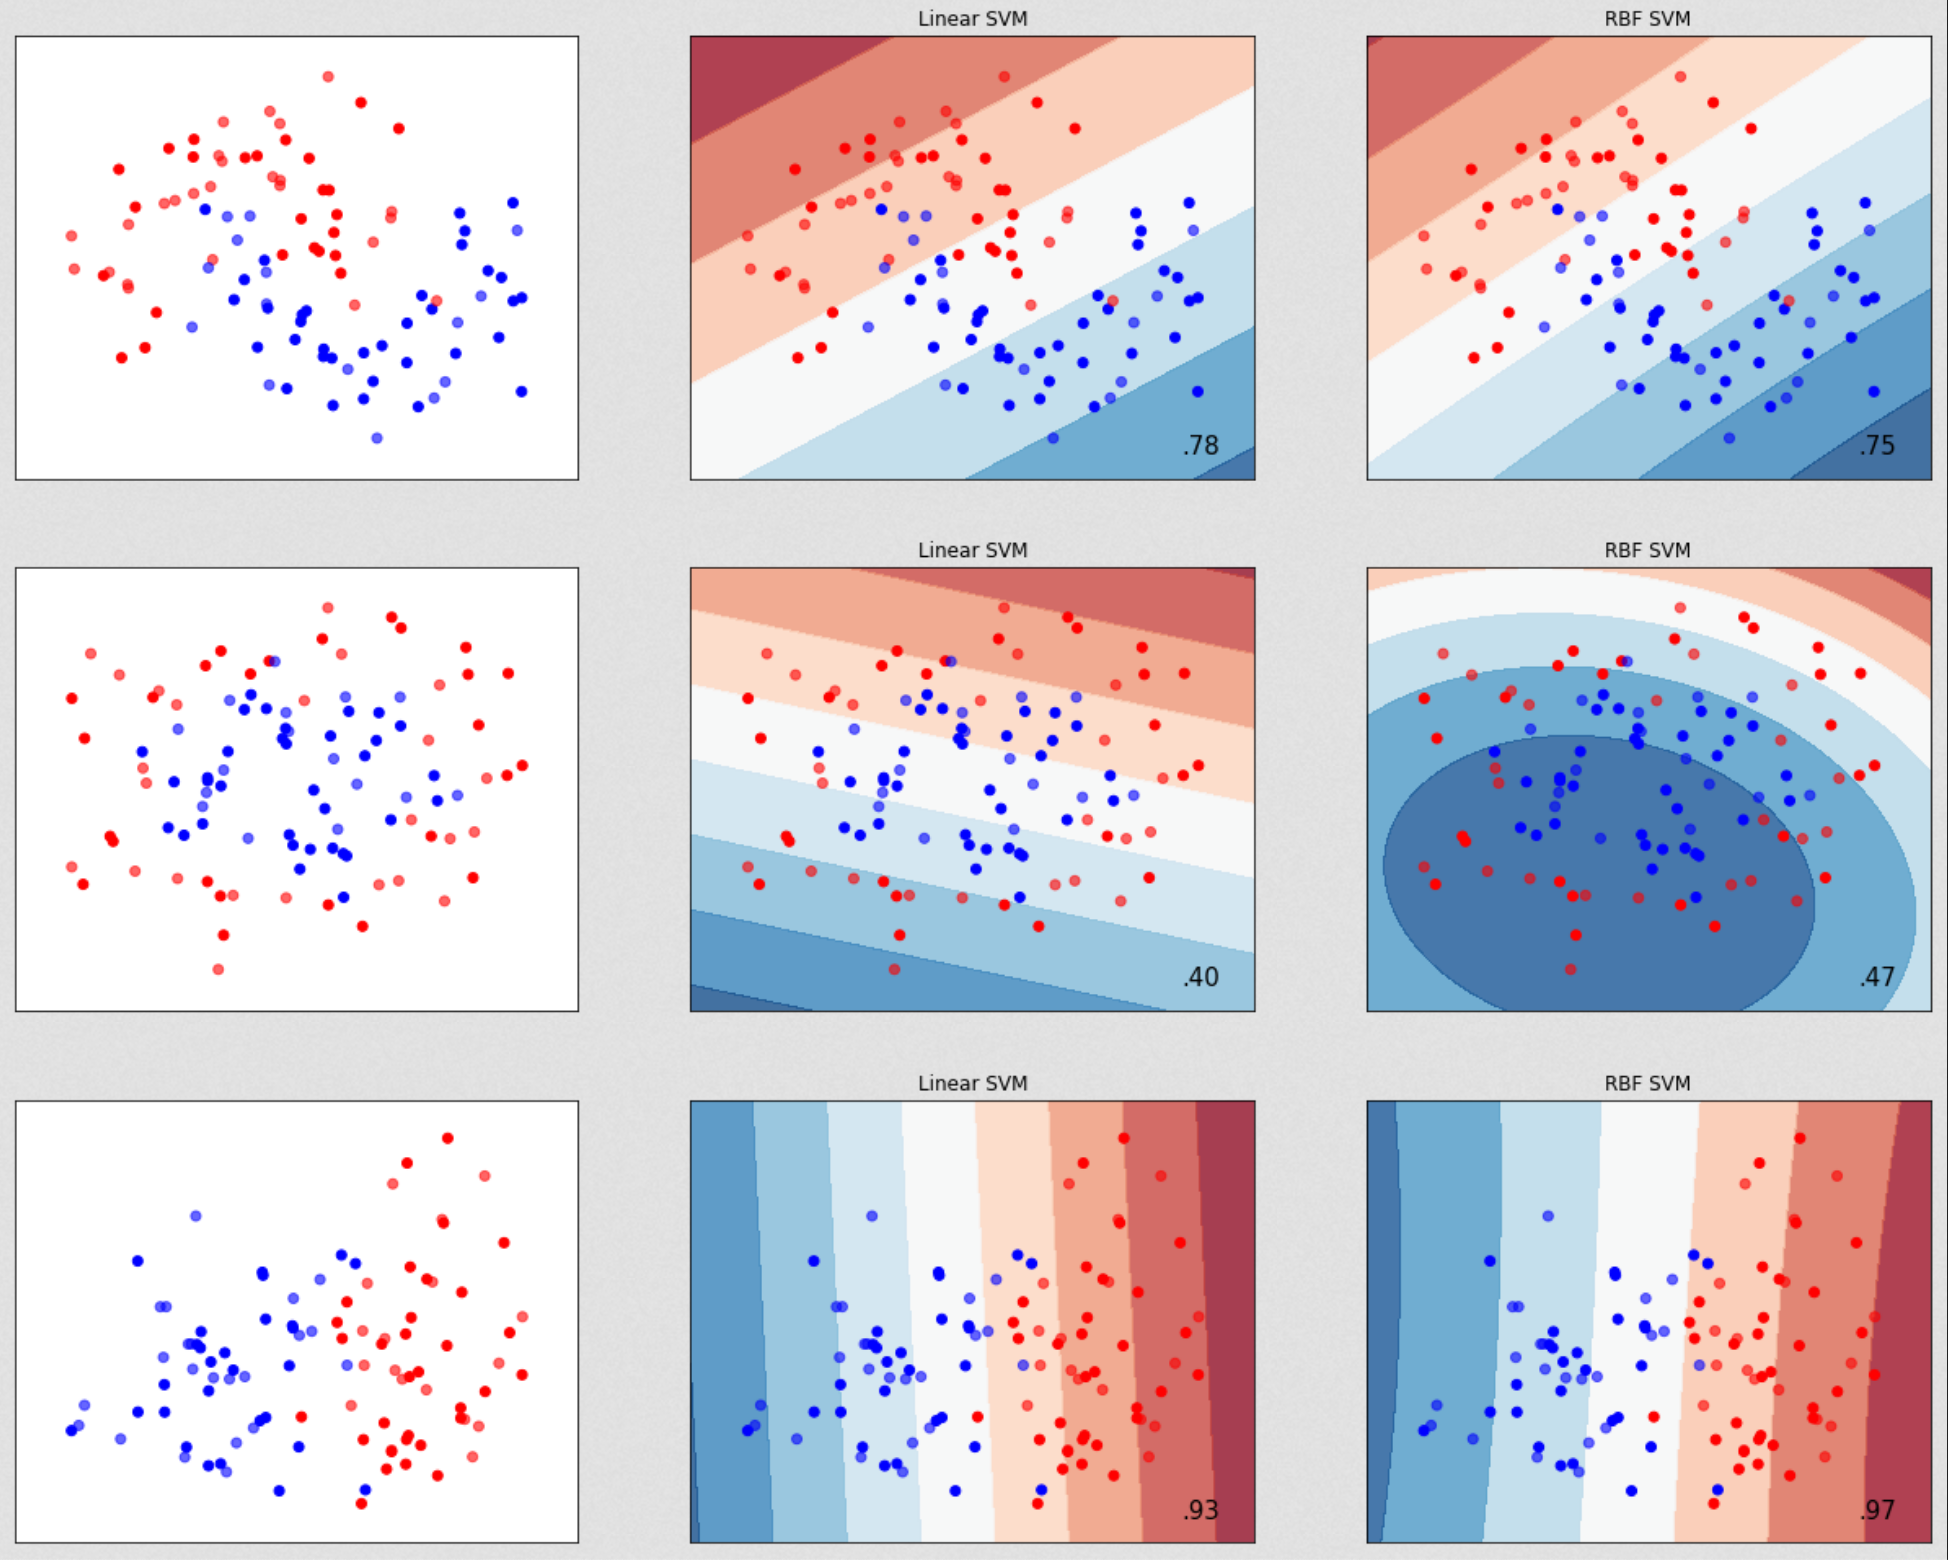 Linear SVM
RBF SVM
.78
.75
Linear SVM
RBF SVM
.40
.47
Linear SVM
RBF SVM
.93
.97